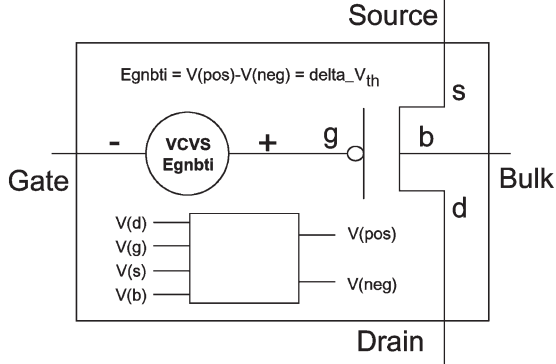 Source
Egnbti = V(pos)-V(neg) = delta_Vth
s
- VCVS + g b
Egnbti
Gate Bulk
d
V(d)
V(g) V(pos)
V(s)
V(b) V(neg)
Drain